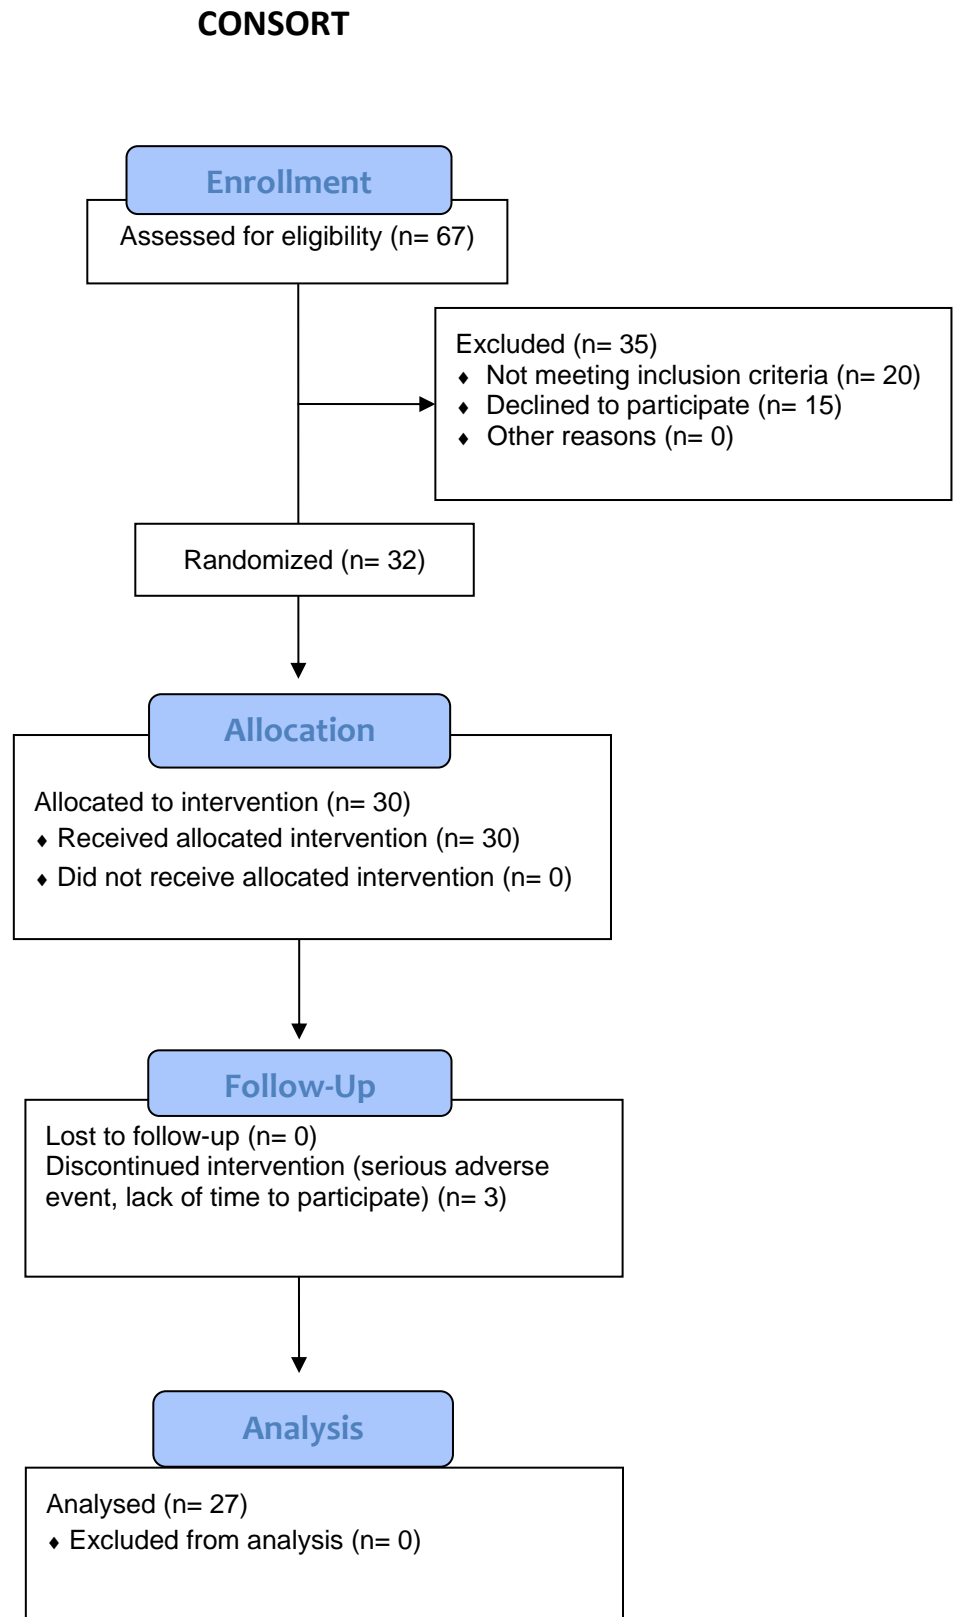 CONSORT
Enrollment
Assessed for eligibility (n= 67)
Excluded (n= 35)
♦ Not meeting inclusion criteria (n= 20)
♦ Declined to participate (n= 15)
♦ Other reasons (n= 0)
Randomized (n= 32)
Allocation
Allocated to intervention (n= 30)
♦ Received allocated intervention (n= 30)
♦ Did not receive allocated intervention (n= 0)
Follow-Up
Lost to follow-up (n= 0)
Discontinued intervention (serious adverse
event, lack of time to participate) (n= 3)
Analysis
Analysed (n= 27)
♦ Excluded from analysis (n= 0)